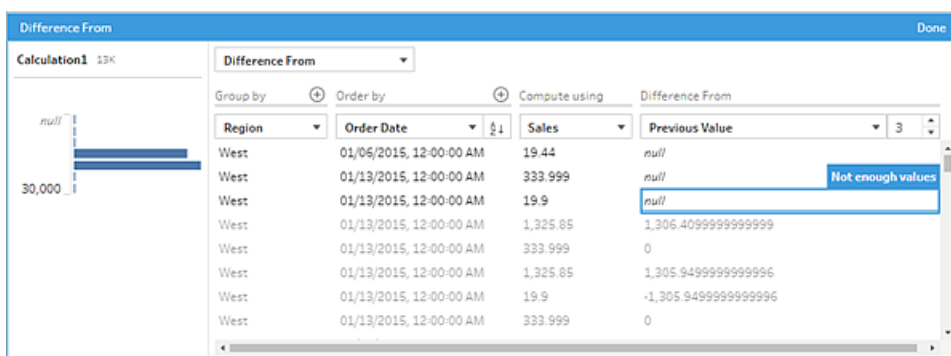 Difference From Done
Calculation1 13K
null
30,000
Difference From
Group by Order by Compute using Difference From
Region Order Date Sales Previous Value 3
West 01/06/2015, 12:00:00 AM 19.44 null
West 01/13/2015, 12:00:00 AM 333.999 null Not enough values
West 01/13/2015, 12:00:00 AM 19.9 null
West 01/13/2015, 12:00:00 AM 1,325.85 1,306.4099999999999
West 01/13/2015, 12:00:00 AM 333.999 0
West 01/13/2015, 12:00:00 AM 1,325.85 1,305.9499999999996
West 01/13/2015, 12:00:00 AM 19.9 -1,305.9499999999996
West 01/13/2015, 12:00:00 AM 333.999 0